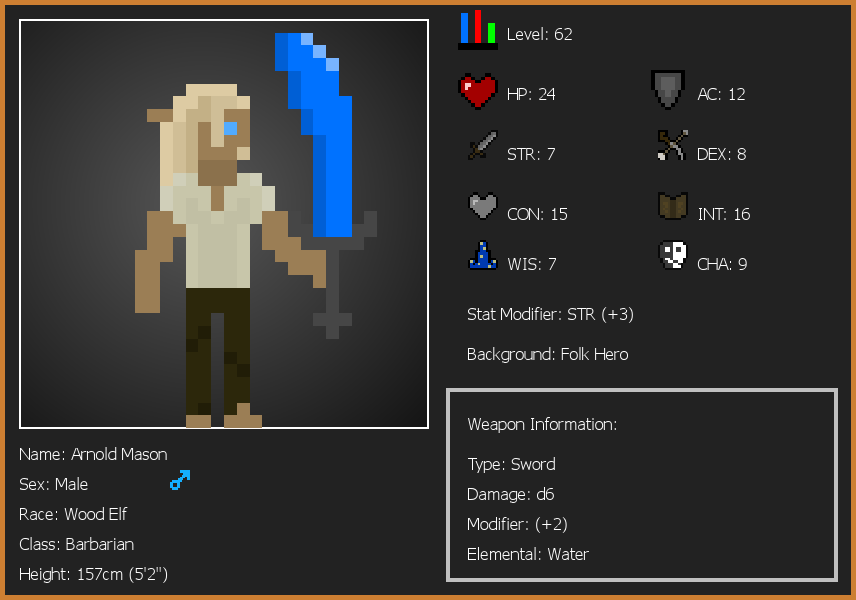 Level: 62
HP: 24
AC: 12
STR: 7
DEX: 8
CON: 15
INT: 16
WIS: 7
CHA: 9
Stat Modifier: STR (+3)
Background: Folk Hero
Weapon Information:
Type: Sword
Damage: d6
Modifier: (+2)
Elemental: Water
Name: Arnold Mason
Sex: Male
Race: Wood Elf
Class: Barbarian
Height: 157cm (5'2")